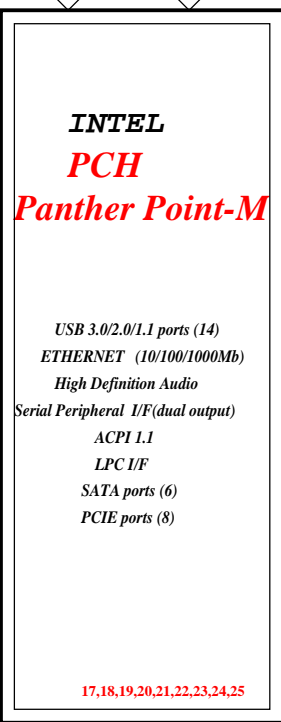 INTEL
PCH
Panther Point-M
USB 3.0/2.0/1.1 ports (14)
ETHERNET (10/100/1000Mb)
High Definition Audio
Serial Peripheral I/F(dual output)
ACPI 1.1
LPC I/F
SATA ports (6)
PCIE ports (8)
17,18,19,20,21,22,23,24,25